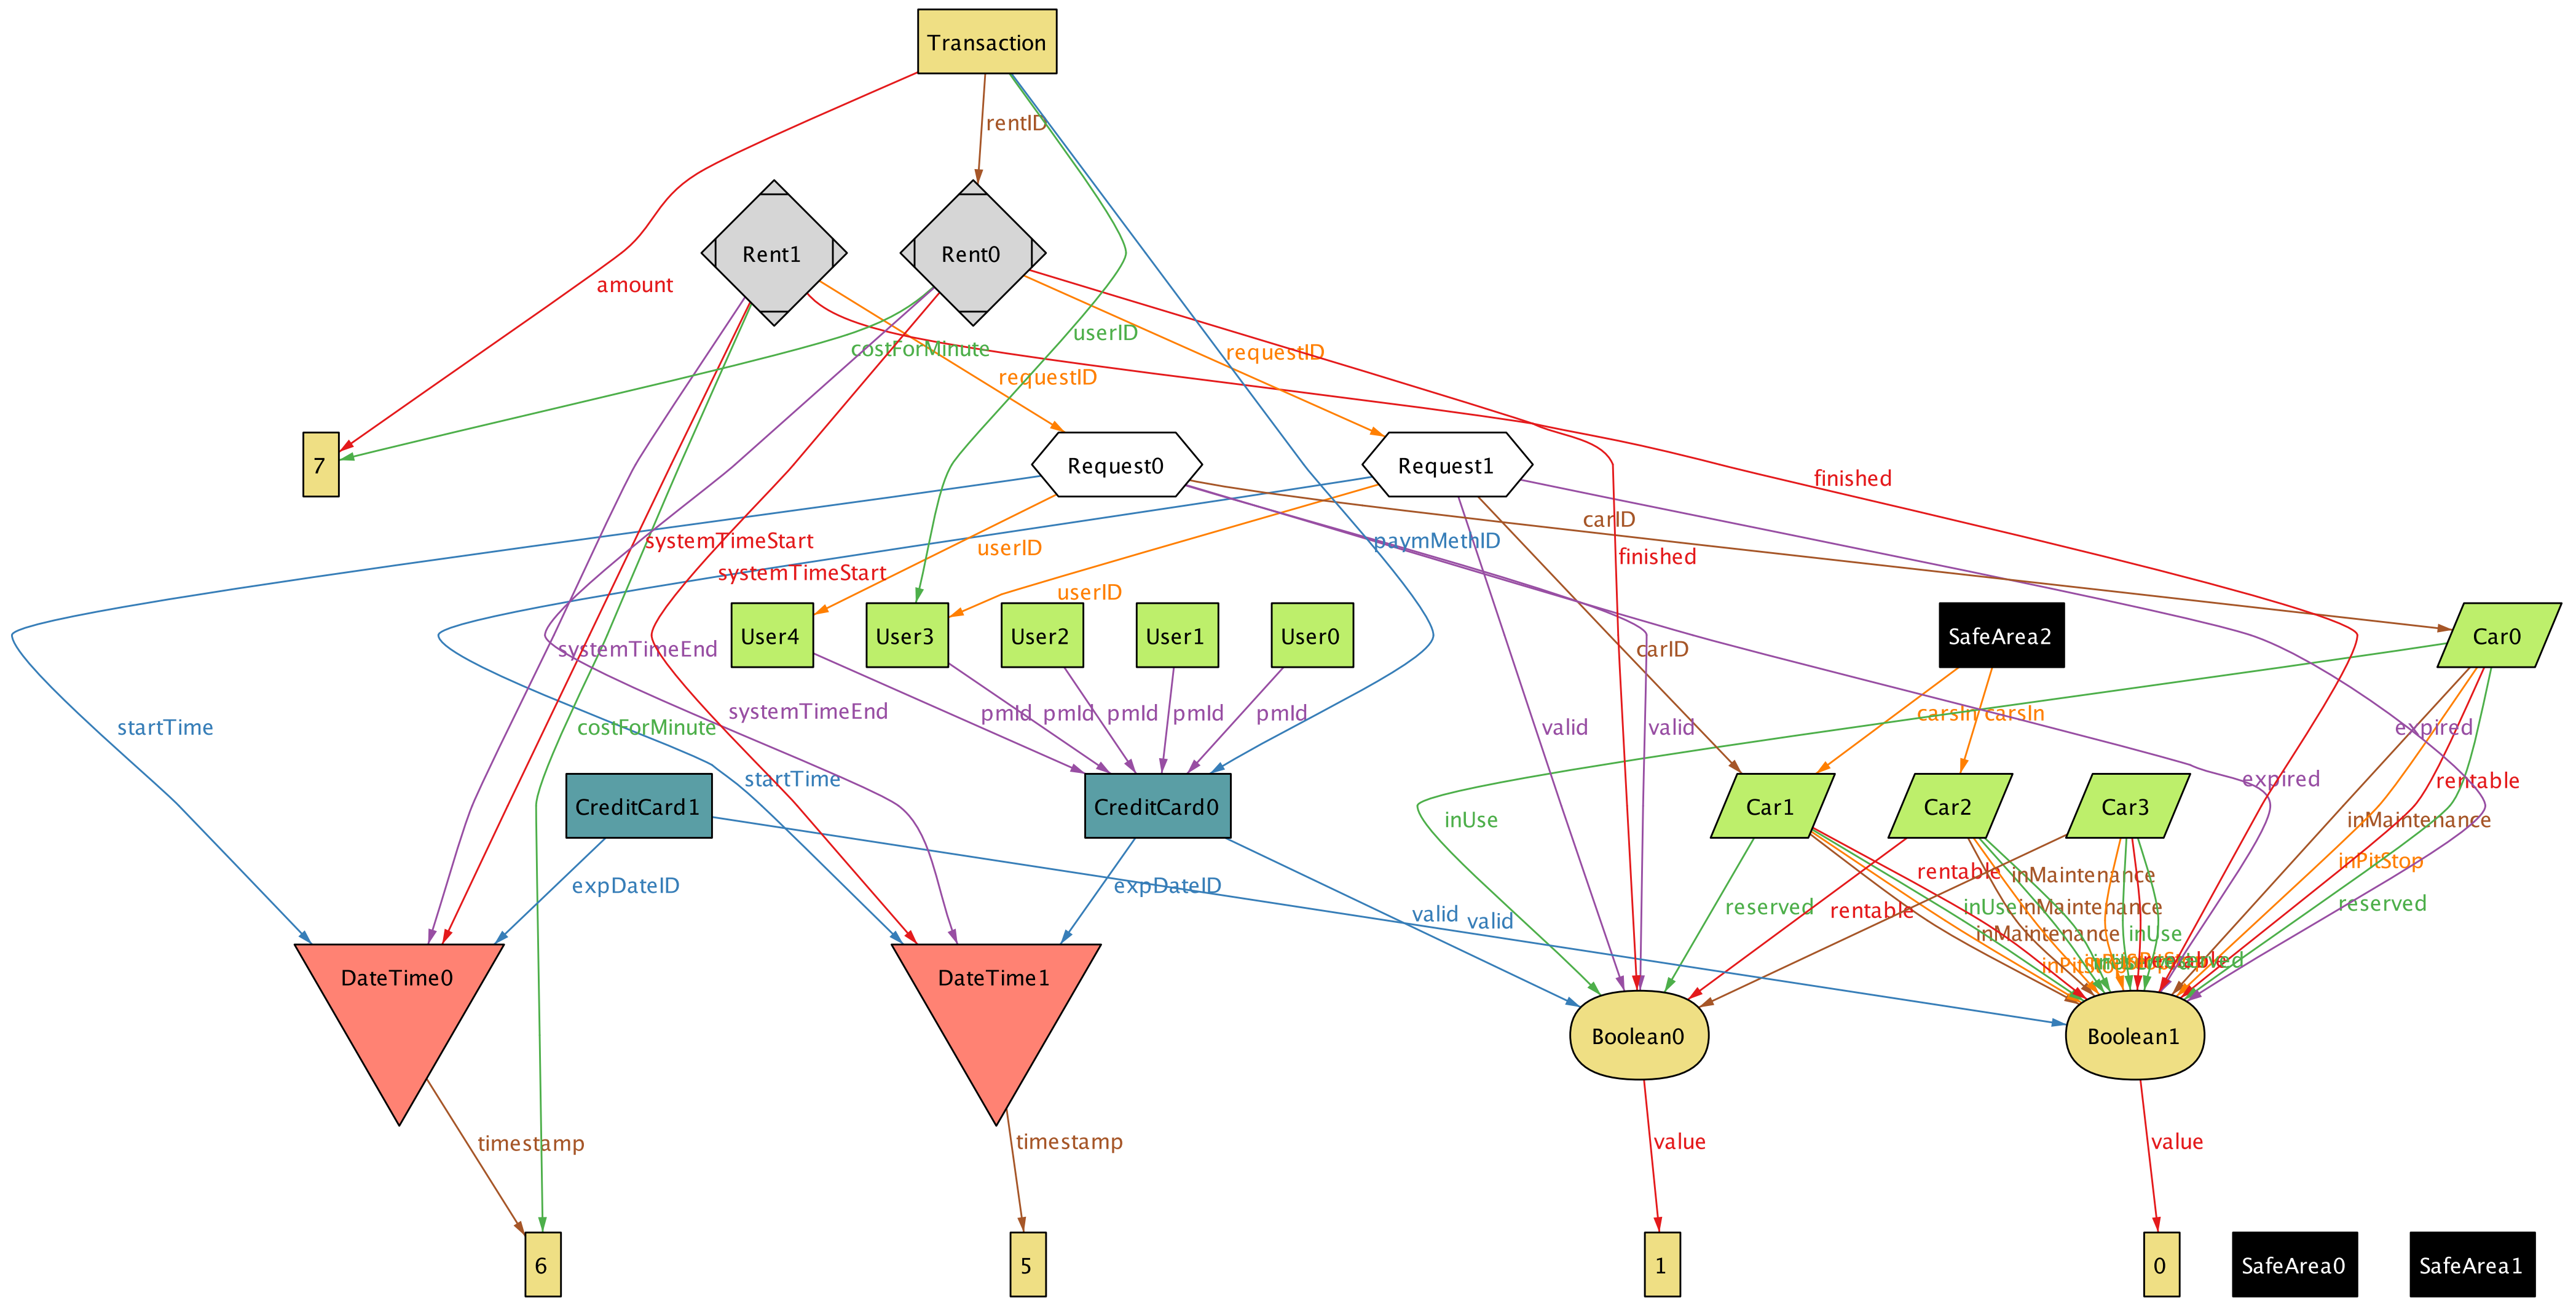 Transaction
rentID
Rent1
Rent0
amount
userID
costForMinute
requestID
requestID
7
Request0
Request1
finished
carID
systemTimeStart
userID
paymMethID
finished
systemTimeStart
userID
User4
User3
User2
User1
User0
SafeArea2
Car0
systemTimeEnd
carID
startTime
systemTimeEnd
pmId
pmId
pmId
pmId
pmId
costForMinute
valid
valid
carsIn
carsIn
expired
startTime
expired
rentable
CreditCard1
CreditCard0
Car1
Car2
Car3
inUse
inMaintenance
inPitStop
expDateID
expDateID
rentable
inMaintenance
valid
valid
reserved
rentable
inUse
inMaintenance
reserved
inMaintenance
inUse
inPitStop
rentable
DateTime0
DateTime1
Boolean0
Boolean1
timestamp
timestamp
value
value
6
5
1
0
SafeArea0
SafeArea1